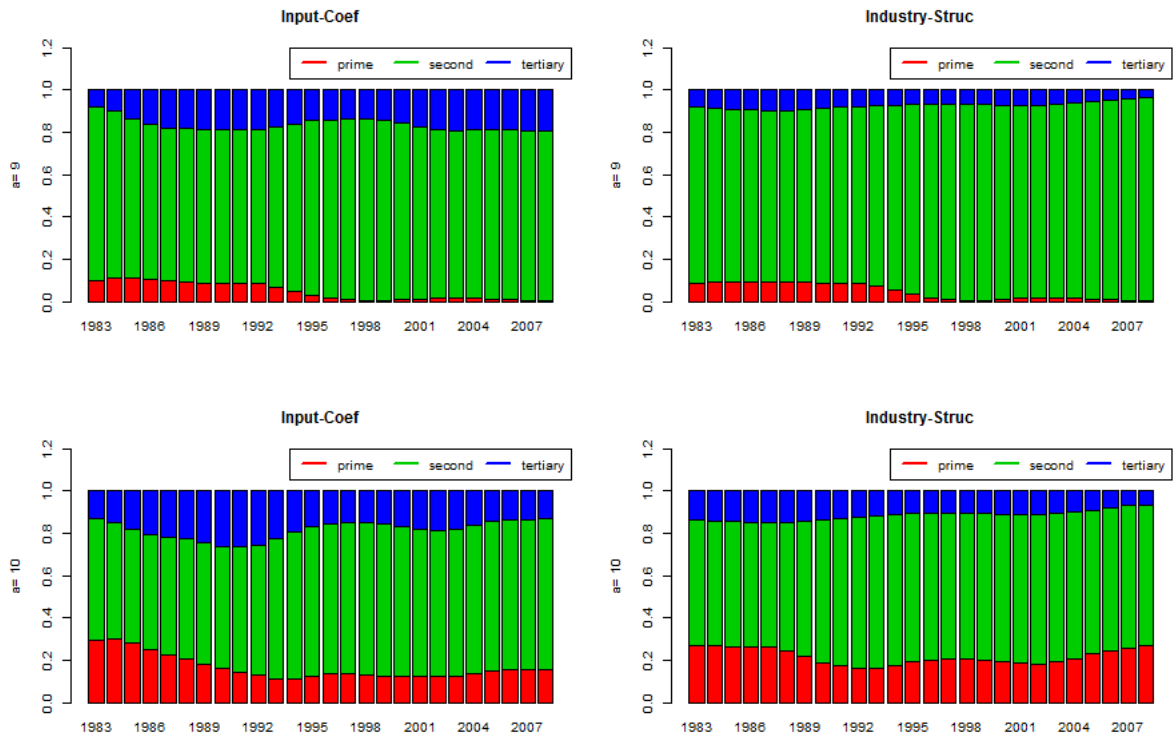 Input-Coef
prime second tertiary
a= 9
0.0 0.2 0.4 0.6 0.8 1.0 1.2
1983 1986 1989 1992 1995 1998 2001 2004 2007
Industry-Struc
prime second tertiary
a= 9
0.0 0.2 0.4 0.6 0.8 1.0 1.2
1983 1986 1989 1992 1995 1998 2001 2004 2007
Input-Coef
prime second tertiary
a= 10
0.0 0.2 0.4 0.6 0.8 1.0 1.2
1983 1986 1989 1992 1995 1998 2001 2004 2007
Industry-Struc
prime second tertiary
a= 10
0.0 0.2 0.4 0.6 0.8 1.0 1.2
1983 1986 1989 1992 1995 1998 2001 2004 2007